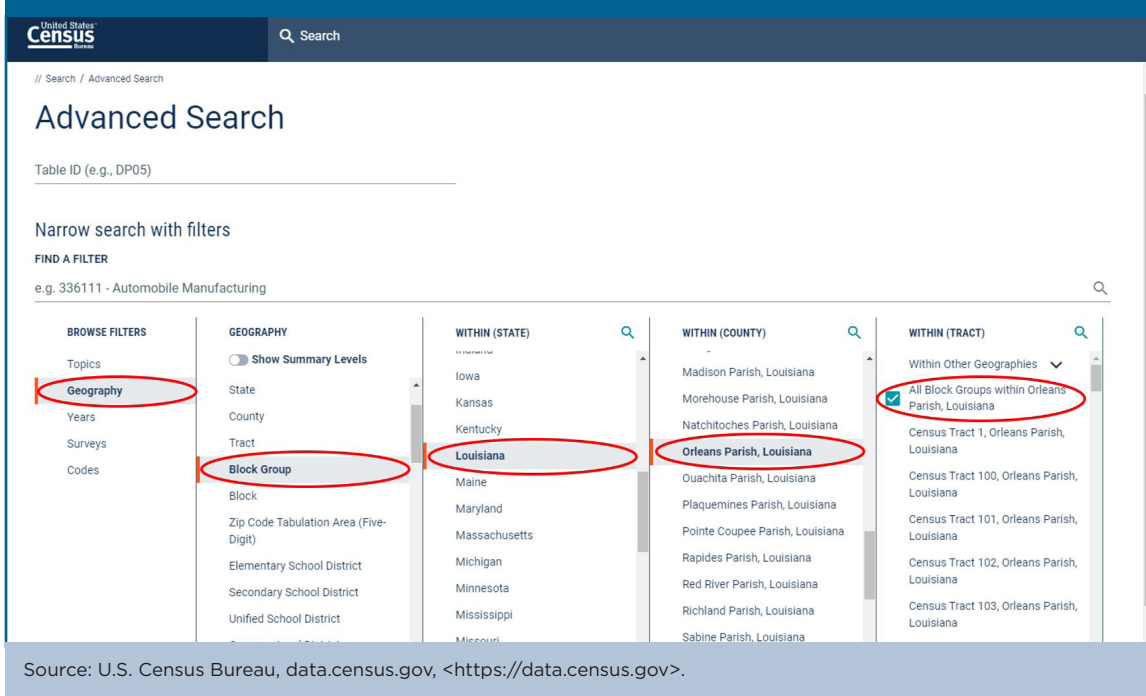 United States®
Census
Bureau
Search
// Search / Advanced Search
Advanced Search
Table ID (e.g., DP05)
Narrow search with filters
FIND A FILTER
e.g. 336111 - Automobile Manufacturing
BROWSE FILTERS
Topics
Geography
Years
Surveys
Codes
GEOGRAPHY
Show Summary Levels
State
County
Tract
Block Group
Block
Zip Code Tabulation Area (Five-
Digit)
Elementary School District
Secondary School District
Unified School District
WITHIN (STATE)
Indiana
Iowa
Kansas
Kentucky
Louisiana
Maine
Maryland
Massachusetts
Michigan
Minnesota
Mississippi
Missouri
WITHIN (COUNTY)
Madison Parish, Louisiana
Morehouse Parish, Louisiana
Natchitoches Parish, Louisiana
Orleans Parish, Louisiana
Ouachita Parish, Louisiana
Plaquemines Parish, Louisiana
Pointe Coupee Parish, Louisiana
Rapides Parish, Louisiana
Red River Parish, Louisiana
Richland Parish, Louisiana
Sabine Parish, Louisiana
WITHIN (TRACT)
Within Other Geographies
All Block Groups within Orleans
Parish, Louisiana
Census Tract 1, Orleans Parish,
Louisiana
Census Tract 100, Orleans Parish,
Louisiana
Census Tract 101, Orleans Parish,
Louisiana
Census Tract 102, Orleans Parish,
Louisiana
Census Tract 103, Orleans Parish,
Louisiana
Source: U.S. Census Bureau, data.census.gov, <https://data.census.gov>.